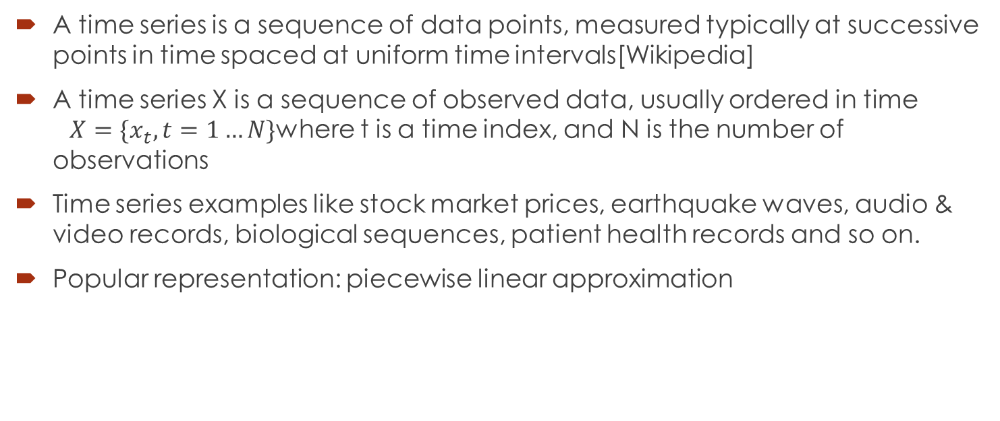 A time series is a sequence of data points, measured typically at successive
points in time spaced at uniform time intervals[Wikipedia]
A time series X is a sequence of observed data, usually ordered in time
X = {xₜ, t = 1 … N}where t is a time index, and N is the number of
observations
Time series examples like stock market prices, earthquake waves, audio &
video records, biological sequences, patient health records and so on.
Popular representation: piecewise linear approximation